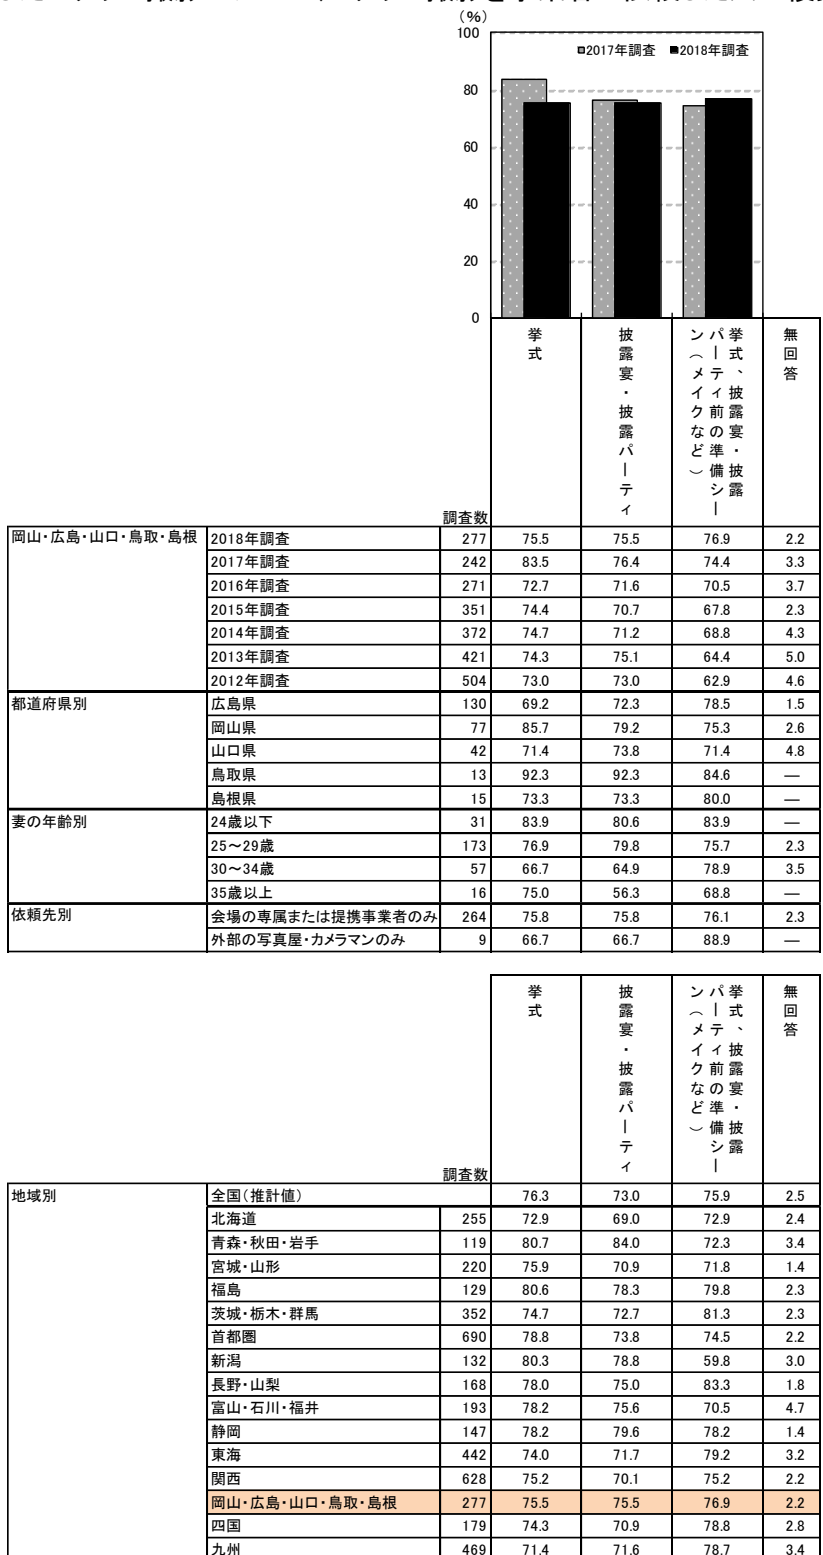 (%)
100
■2017年調査 ■2018年調査
80
60
40
20
0
挙式
披露宴・披露パーティ
挙式、披露宴・披露パーティ前の準備シーン(メイクなど)
無回答
調査数
岡山・広島・山口・鳥取・島根 2018年調査 277 75.5 75.5 76.9 2.2
2017年調査 242 83.5 76.4 74.4 3.3
2016年調査 271 72.7 71.6 70.5 3.7
2015年調査 351 74.4 70.7 67.8 2.3
2014年調査 372 74.7 71.2 68.8 4.3
2013年調査 421 74.3 75.1 64.4 5.0
2012年調査 504 73.0 73.0 62.9 4.6
都道府県別 広島県 130 69.2 72.3 78.5 1.5
岡山県 77 85.7 79.2 75.3 2.6
山口県 42 71.4 73.8 71.4 4.8
鳥取県 13 92.3 92.3 84.6 ―
島根県 15 73.3 73.3 80.0 ―
妻の年齢別 24歳以下 31 83.9 80.6 83.9 ―
25~29歳 173 76.9 79.8 75.7 2.3
30~34歳 57 66.7 64.9 78.9 3.5
35歳以上 16 75.0 56.3 68.8 ―
依頼先別 会場の専属または提携事業者のみ 264 75.8 75.8 76.1 2.3
外部の写真屋・カメラマンのみ 9 66.7 66.7 88.9 ―
挙式
披露宴・披露パーティ
挙式、披露宴・披露パーティ前の準備シーン(メイクなど)
無回答
調査数
地域別 全国(推計値) 76.3 73.0 75.9 2.5
北海道 255 72.9 69.0 72.9 2.4
青森・秋田・岩手 119 80.7 84.0 72.3 3.4
宮城・山形 220 75.9 70.9 71.8 1.4
福島 129 80.6 78.3 79.8 2.3
茨城・栃木・群馬 352 74.7 72.7 81.3 2.3
首都圏 690 78.8 73.8 74.5 2.2
新潟 132 80.3 78.8 59.8 3.0
長野・山梨 168 78.0 75.0 83.3 1.8
富山・石川・福井 193 78.2 75.6 70.5 4.7
静岡 147 78.2 79.6 78.2 1.4
東海 442 74.0 71.7 79.2 3.2
関西 628 75.2 70.1 75.2 2.2
岡山・広島・山口・鳥取・島根 277 75.5 75.5 76.9 2.2
四国 179 74.3 70.9 78.8 2.8
九州 469 71.4 71.6 78.7 3.4